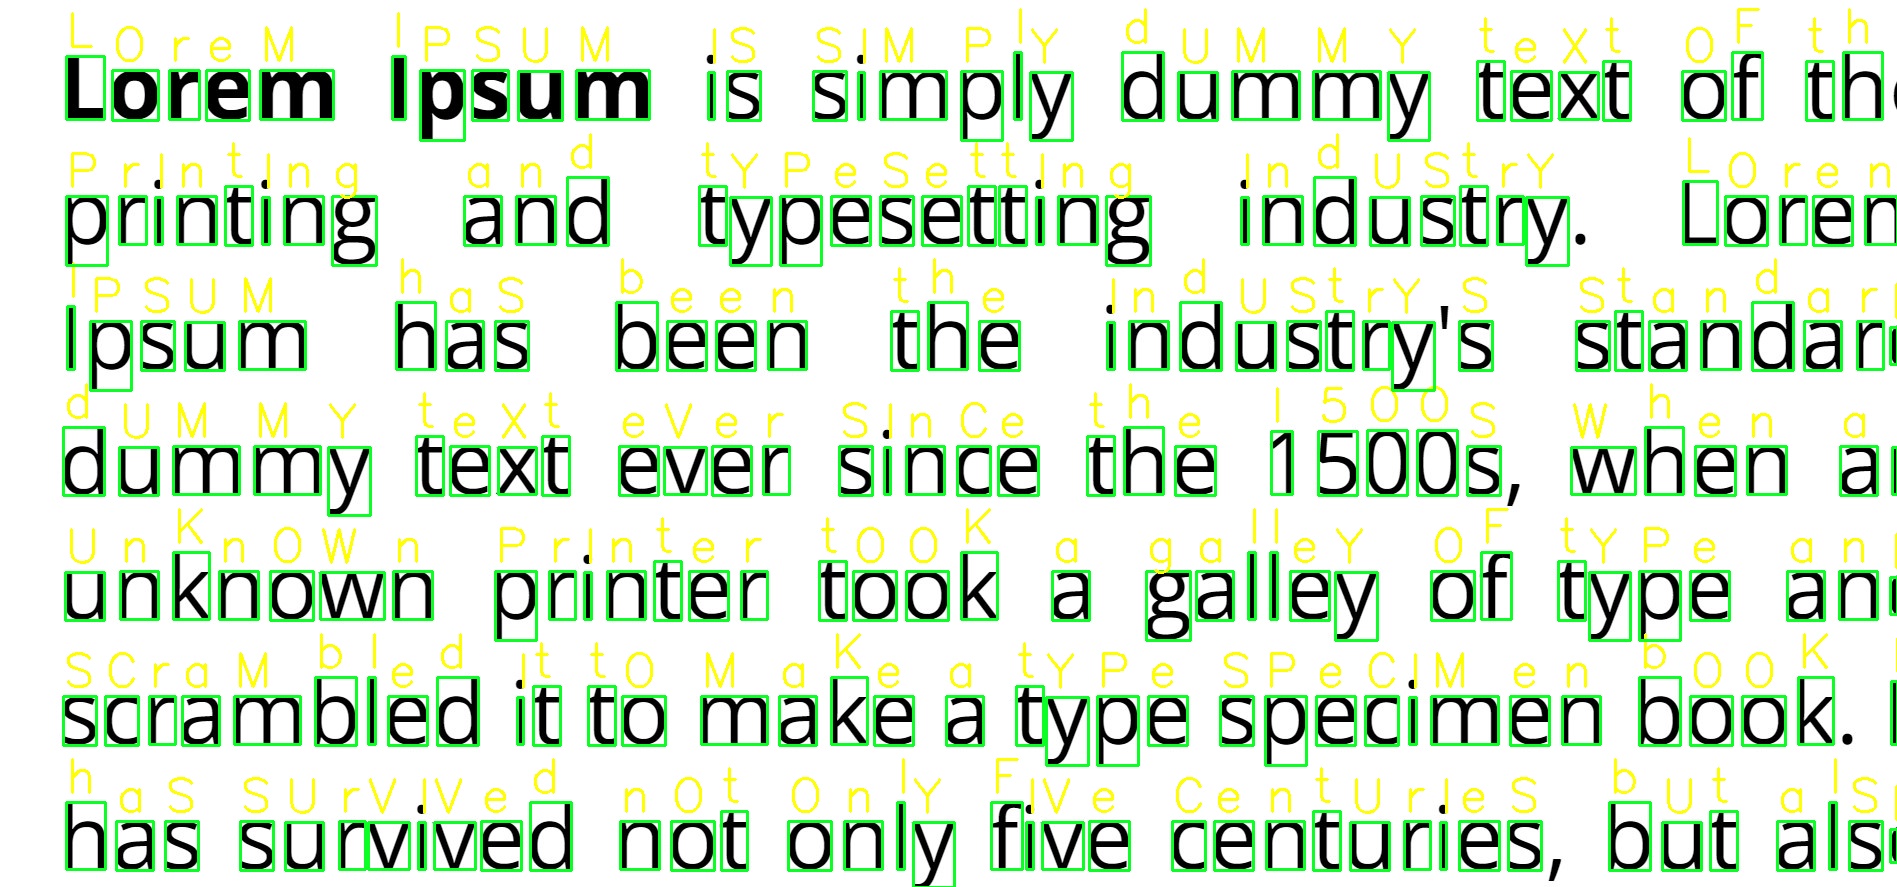 LOreM IPSUM IS SIMPlY dUMMY teXt OF th
Lorem Ipsum is simply dummy text of the
PrIntIng and tYPeSettIng IndUStrY LOren
printing and typesetting industry. Loren
IPSUM haS been the IndUStrY S Standar
Ipsum has been the industry's standar
dUMMY teXt eVer SInCe the 1500S When a
dummy text ever since the 1500s, when a
UnKnOWn PrInter tOOK a galleY OF tYPe an
unknown printer took a galley of type and
SCraMbled It tO MaKe a tYPe SPeCIMen bOOK
scrambled it to make a type specimen book.
haS SUrVIVed nOt OnlY FIVe CentUrIeS bUt alS
has survived not only five centuries, but also